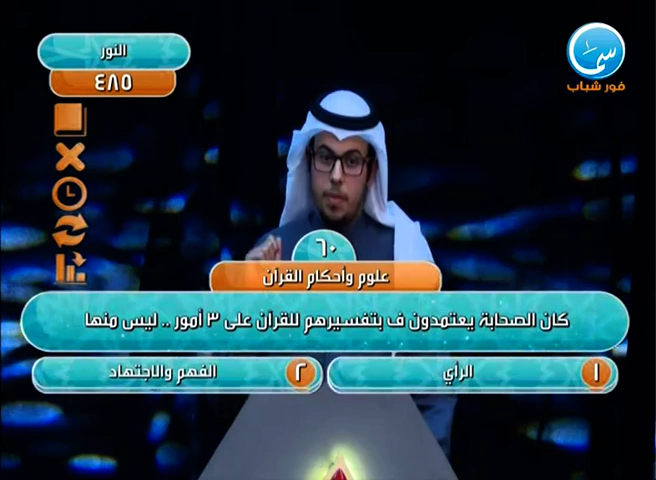 النور
٤٨٥
سما
فور شباب
٦٠
علوم وأحكام القرآن
كان الصحابة يعتمدون ف بتفسيرهم للقرآن على ٣ أمور .. ليس منها
١ الرأي
٢ الفهم والاجتهاد